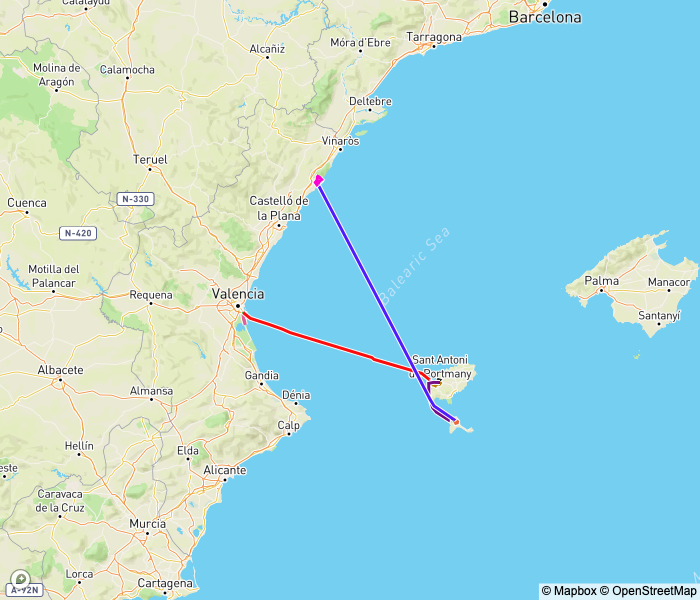 Calatayud
Barcelona
Tarragona
Móra d'Ebre
Alcañiz
Molina de
Aragón
Calamocha
Deltebre
Vinaròs
Teruel
N-330
Cuenca
Castelló de
la Plana
N-420
Balearic Sea
Motilla del
Palancar
Requena
Valencia
Palma
Manacor
Santanyí
Sant Antoni
de Portmany
Albacete
Gandia
Almansa
Dénia
Calp
Hellín
Elda
Alicante
Caravaca
de la Cruz
Murcia
Lorca
A-92N
Cartagena
© Mapbox © OpenStreetMap